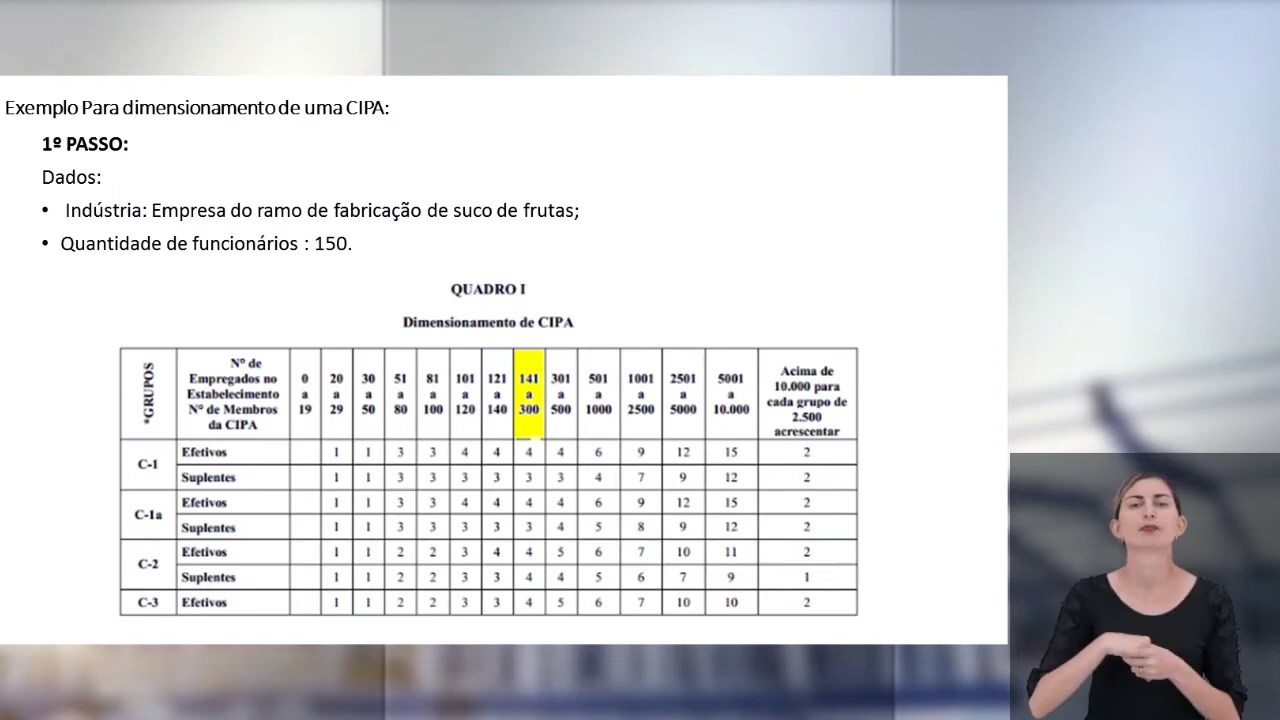 Exemplo Para dimensionamento de uma CIPA:
1º PASSO:
Dados:
• Indústria: Empresa do ramo de fabricação de suco de frutas;
• Quantidade de funcionários : 150.
QUADRO I
Dimensionamento de CIPA
*GRUPOS Nº de Empregados no Estabelecimento Nº de Membros da CIPA 0 a 19 20 a 29 30 a 50 51 a 80 81 a 100 101 a 120 121 a 140 141 a 300 301 a 500 501 a 1000 1001 a 2500 2501 a 5000 5001 a 10.000 Acima de 10.000 para cada grupo de 2.500 acrescentar
C-1 Efetivos 1 1 3 3 4 4 4 4 6 9 12 15 2
Suplentes 1 1 3 3 3 3 3 3 4 7 9 12 2
C-1a Efetivos 1 1 3 3 4 4 4 4 6 9 12 15 2
Suplentes 1 1 3 3 3 3 3 4 5 8 9 12 2
C-2 Efetivos 1 1 2 2 3 4 4 5 6 7 10 11 2
Suplentes 1 1 2 2 3 3 4 4 5 6 7 9 1
C-3 Efetivos 1 1 2 2 3 3 4 5 6 7 10 10 2